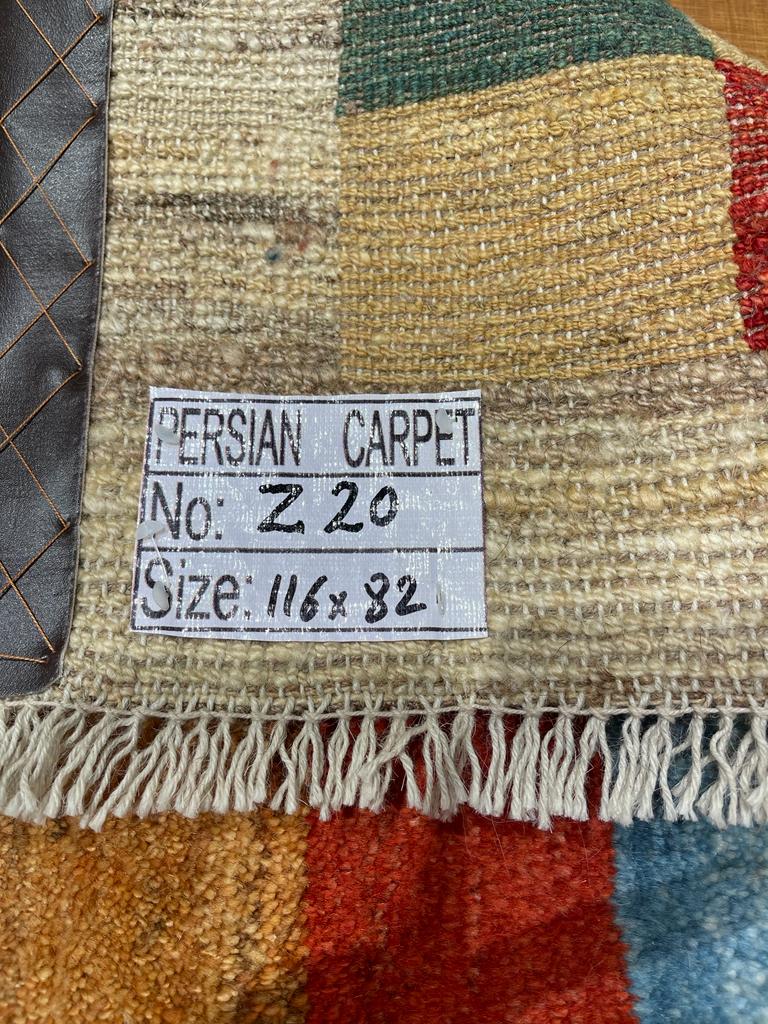 PERSIAN CARPET
No: Z 20
Size: 116x82